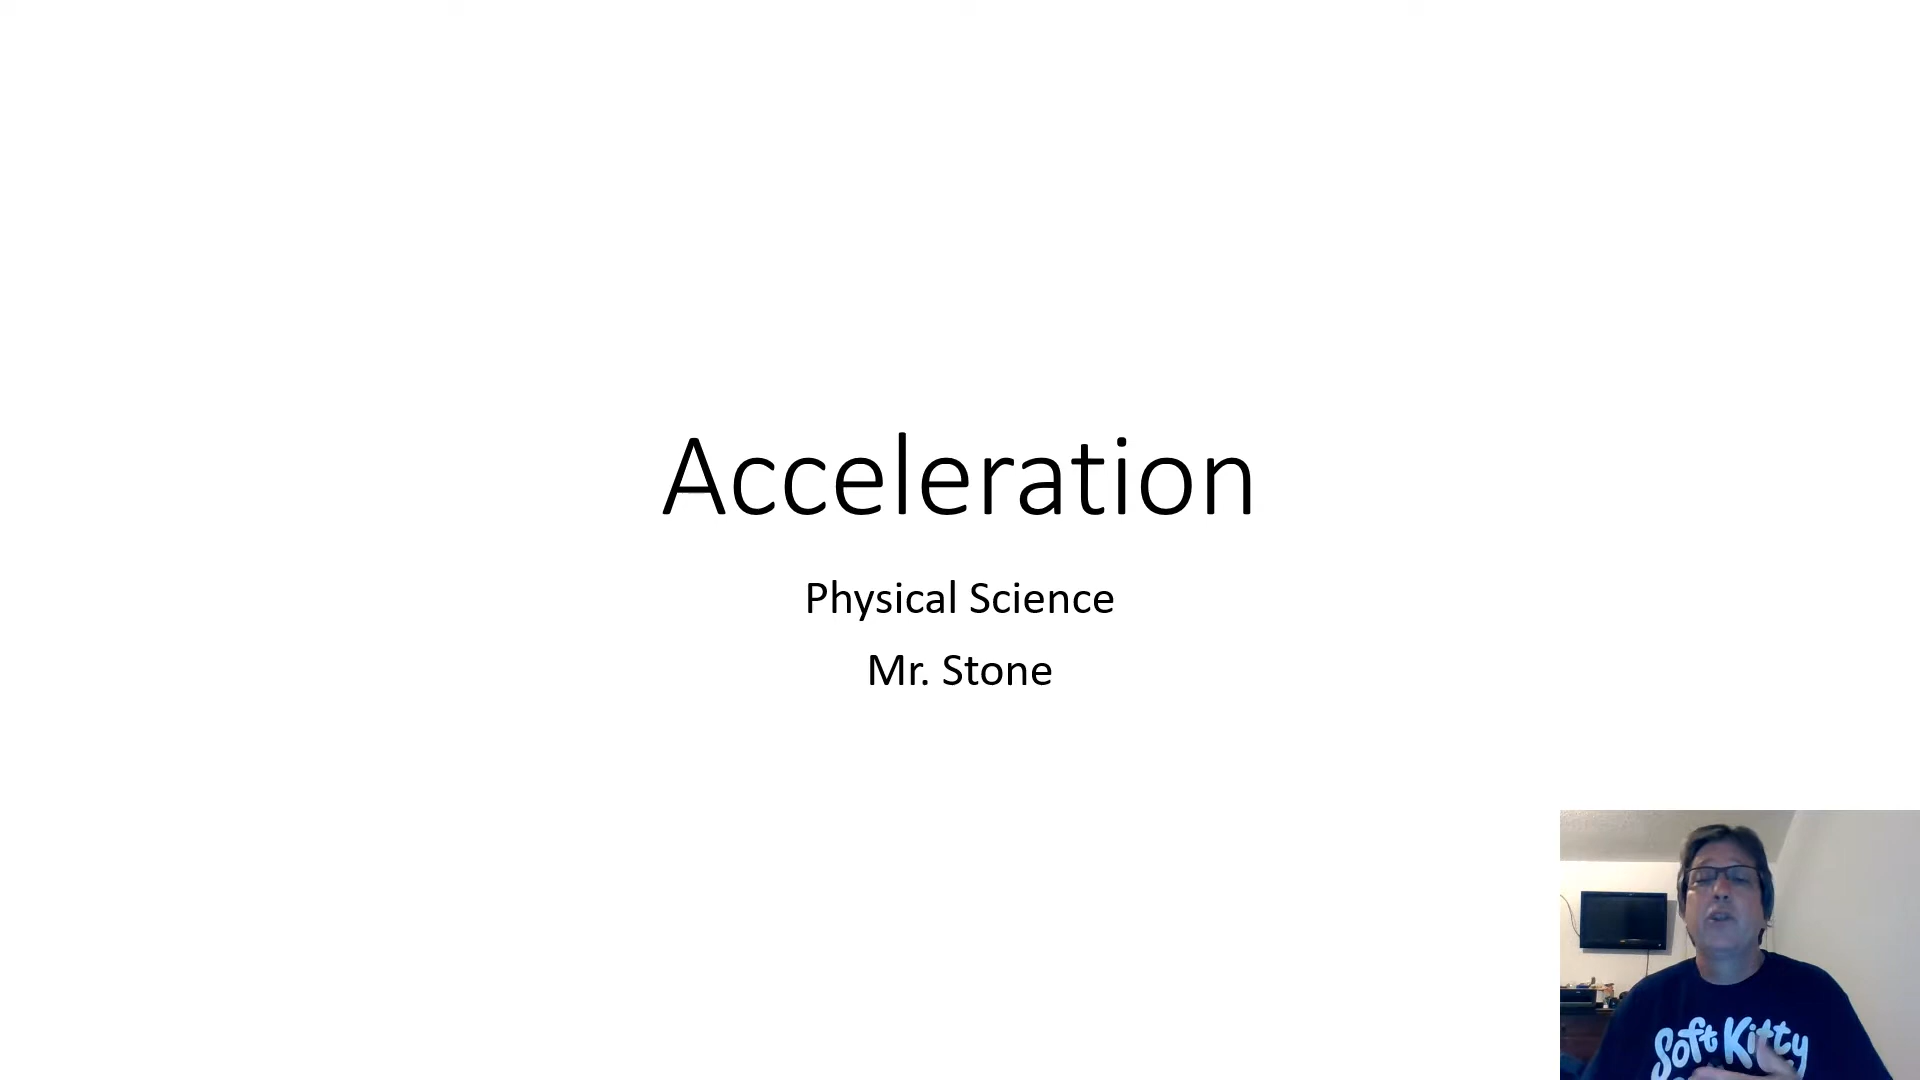 Acceleration
Physical Science
Mr. Stone
Soft Kitty